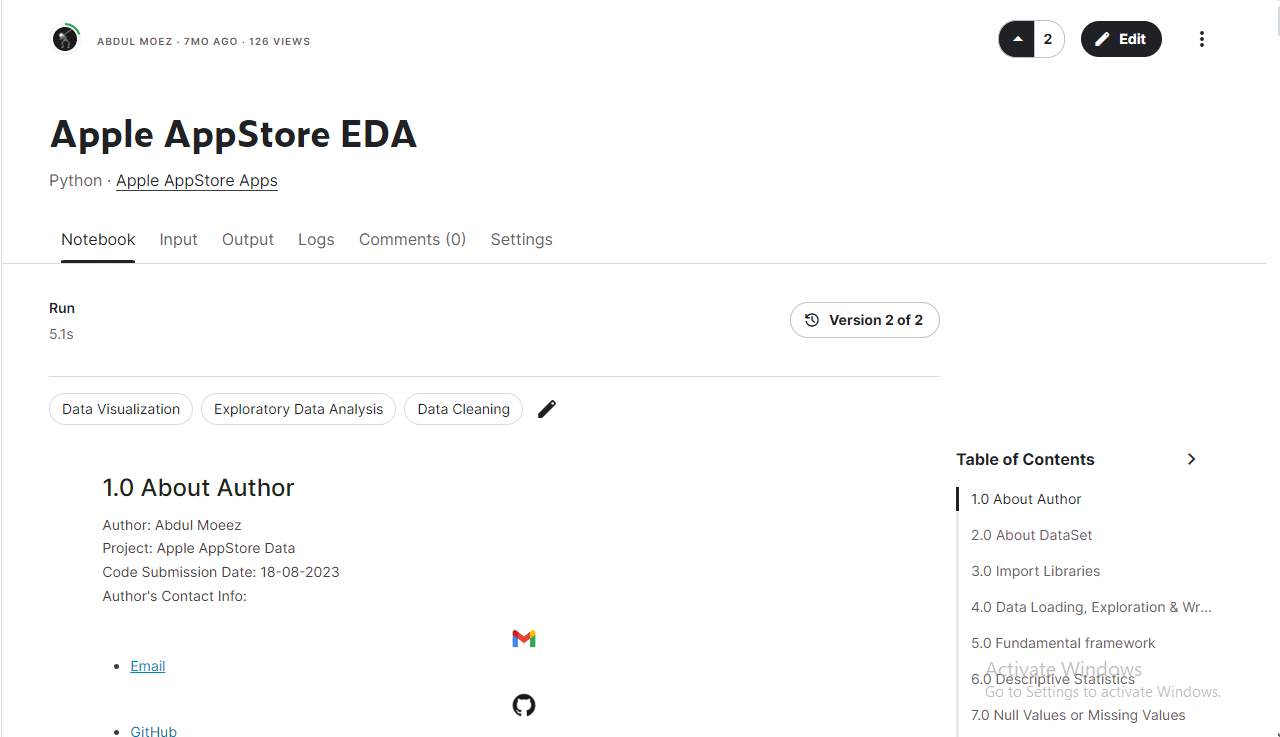 ABDUL MOEZ · 7MO AGO · 126 VIEWS
2
Edit
Apple AppStore EDA
Python · Apple AppStore Apps
Notebook Input Output Logs Comments (0) Settings
Run
5.1s
Version 2 of 2
Data Visualization Exploratory Data Analysis Data Cleaning
1.0 About Author
Author: Abdul Moeez
Project: Apple AppStore Data
Code Submission Date: 18-08-2023
Author's Contact Info:
Email
GitHub
Table of Contents
1.0 About Author
2.0 About DataSet
3.0 Import Libraries
4.0 Data Loading, Exploration & Wr...
5.0 Fundamental framework
6.0 Descriptive Statistics
7.0 Null Values or Missing Values
Activate Windows
Go to Settings to activate Windows.